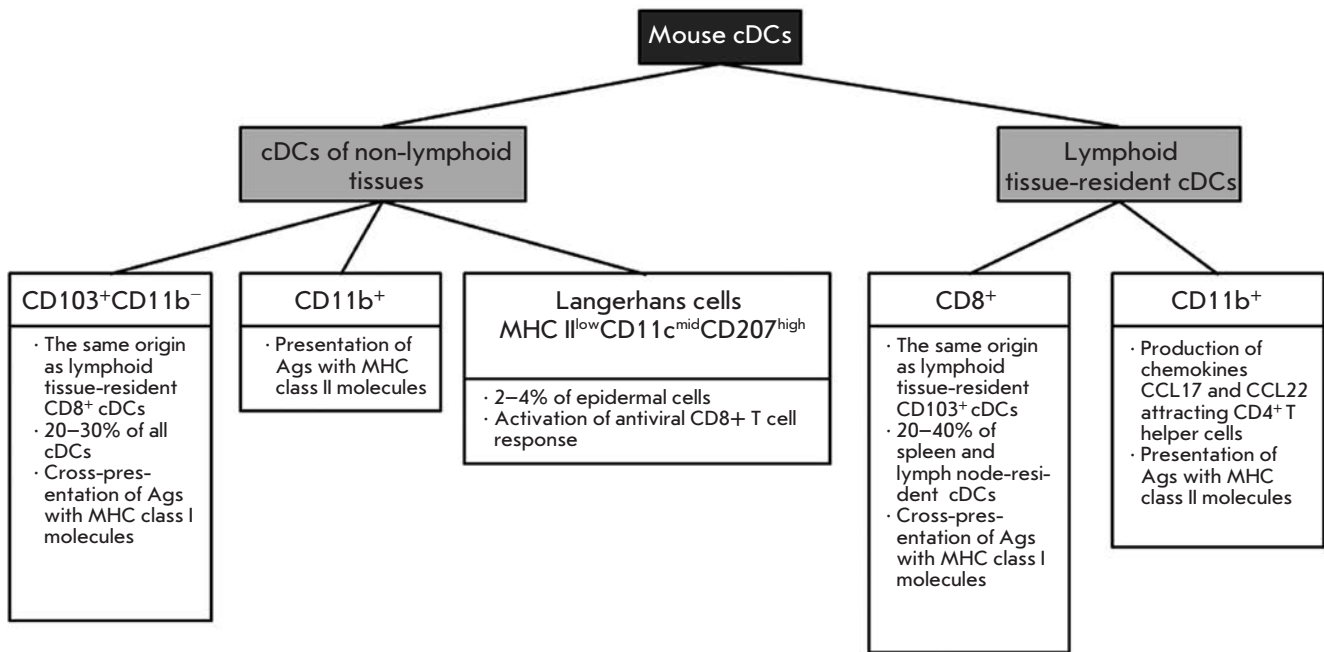 Mouse cDCs
cDCs of non-lymphoid
tissues
Lymphoid
tissue-resident cDCs
CD103⁺CD11b⁻
· The same origin
as lymphoid
tissue-resident
CD8⁺ cDCs
· 20–30% of all
cDCs
· Cross-pres-
entation of Ags
with MHC class I
molecules
CD11b⁺
· Presentation of
Ags with MHC
class II molecules
Langerhans cells
MHC IIˡᵒʷCD11cᵐⁱᵈCD207ʰⁱᵍʰ
· 2–4% of epidermal cells
· Activation of antiviral CD8+ T cell
response
CD8⁺
· The same origin
as lymphoid
tissue-resident
CD103⁺ cDCs
· 20–40% of
spleen and
lymph node-resi-
dent cDCs
· Cross-pres-
entation of Ags
with MHC class I
molecules
CD11b⁺
· Production of
chemokines
CCL17 and CCL22
attracting CD4⁺ T
helper cells
· Presentation of
Ags with MHC
class II molecules